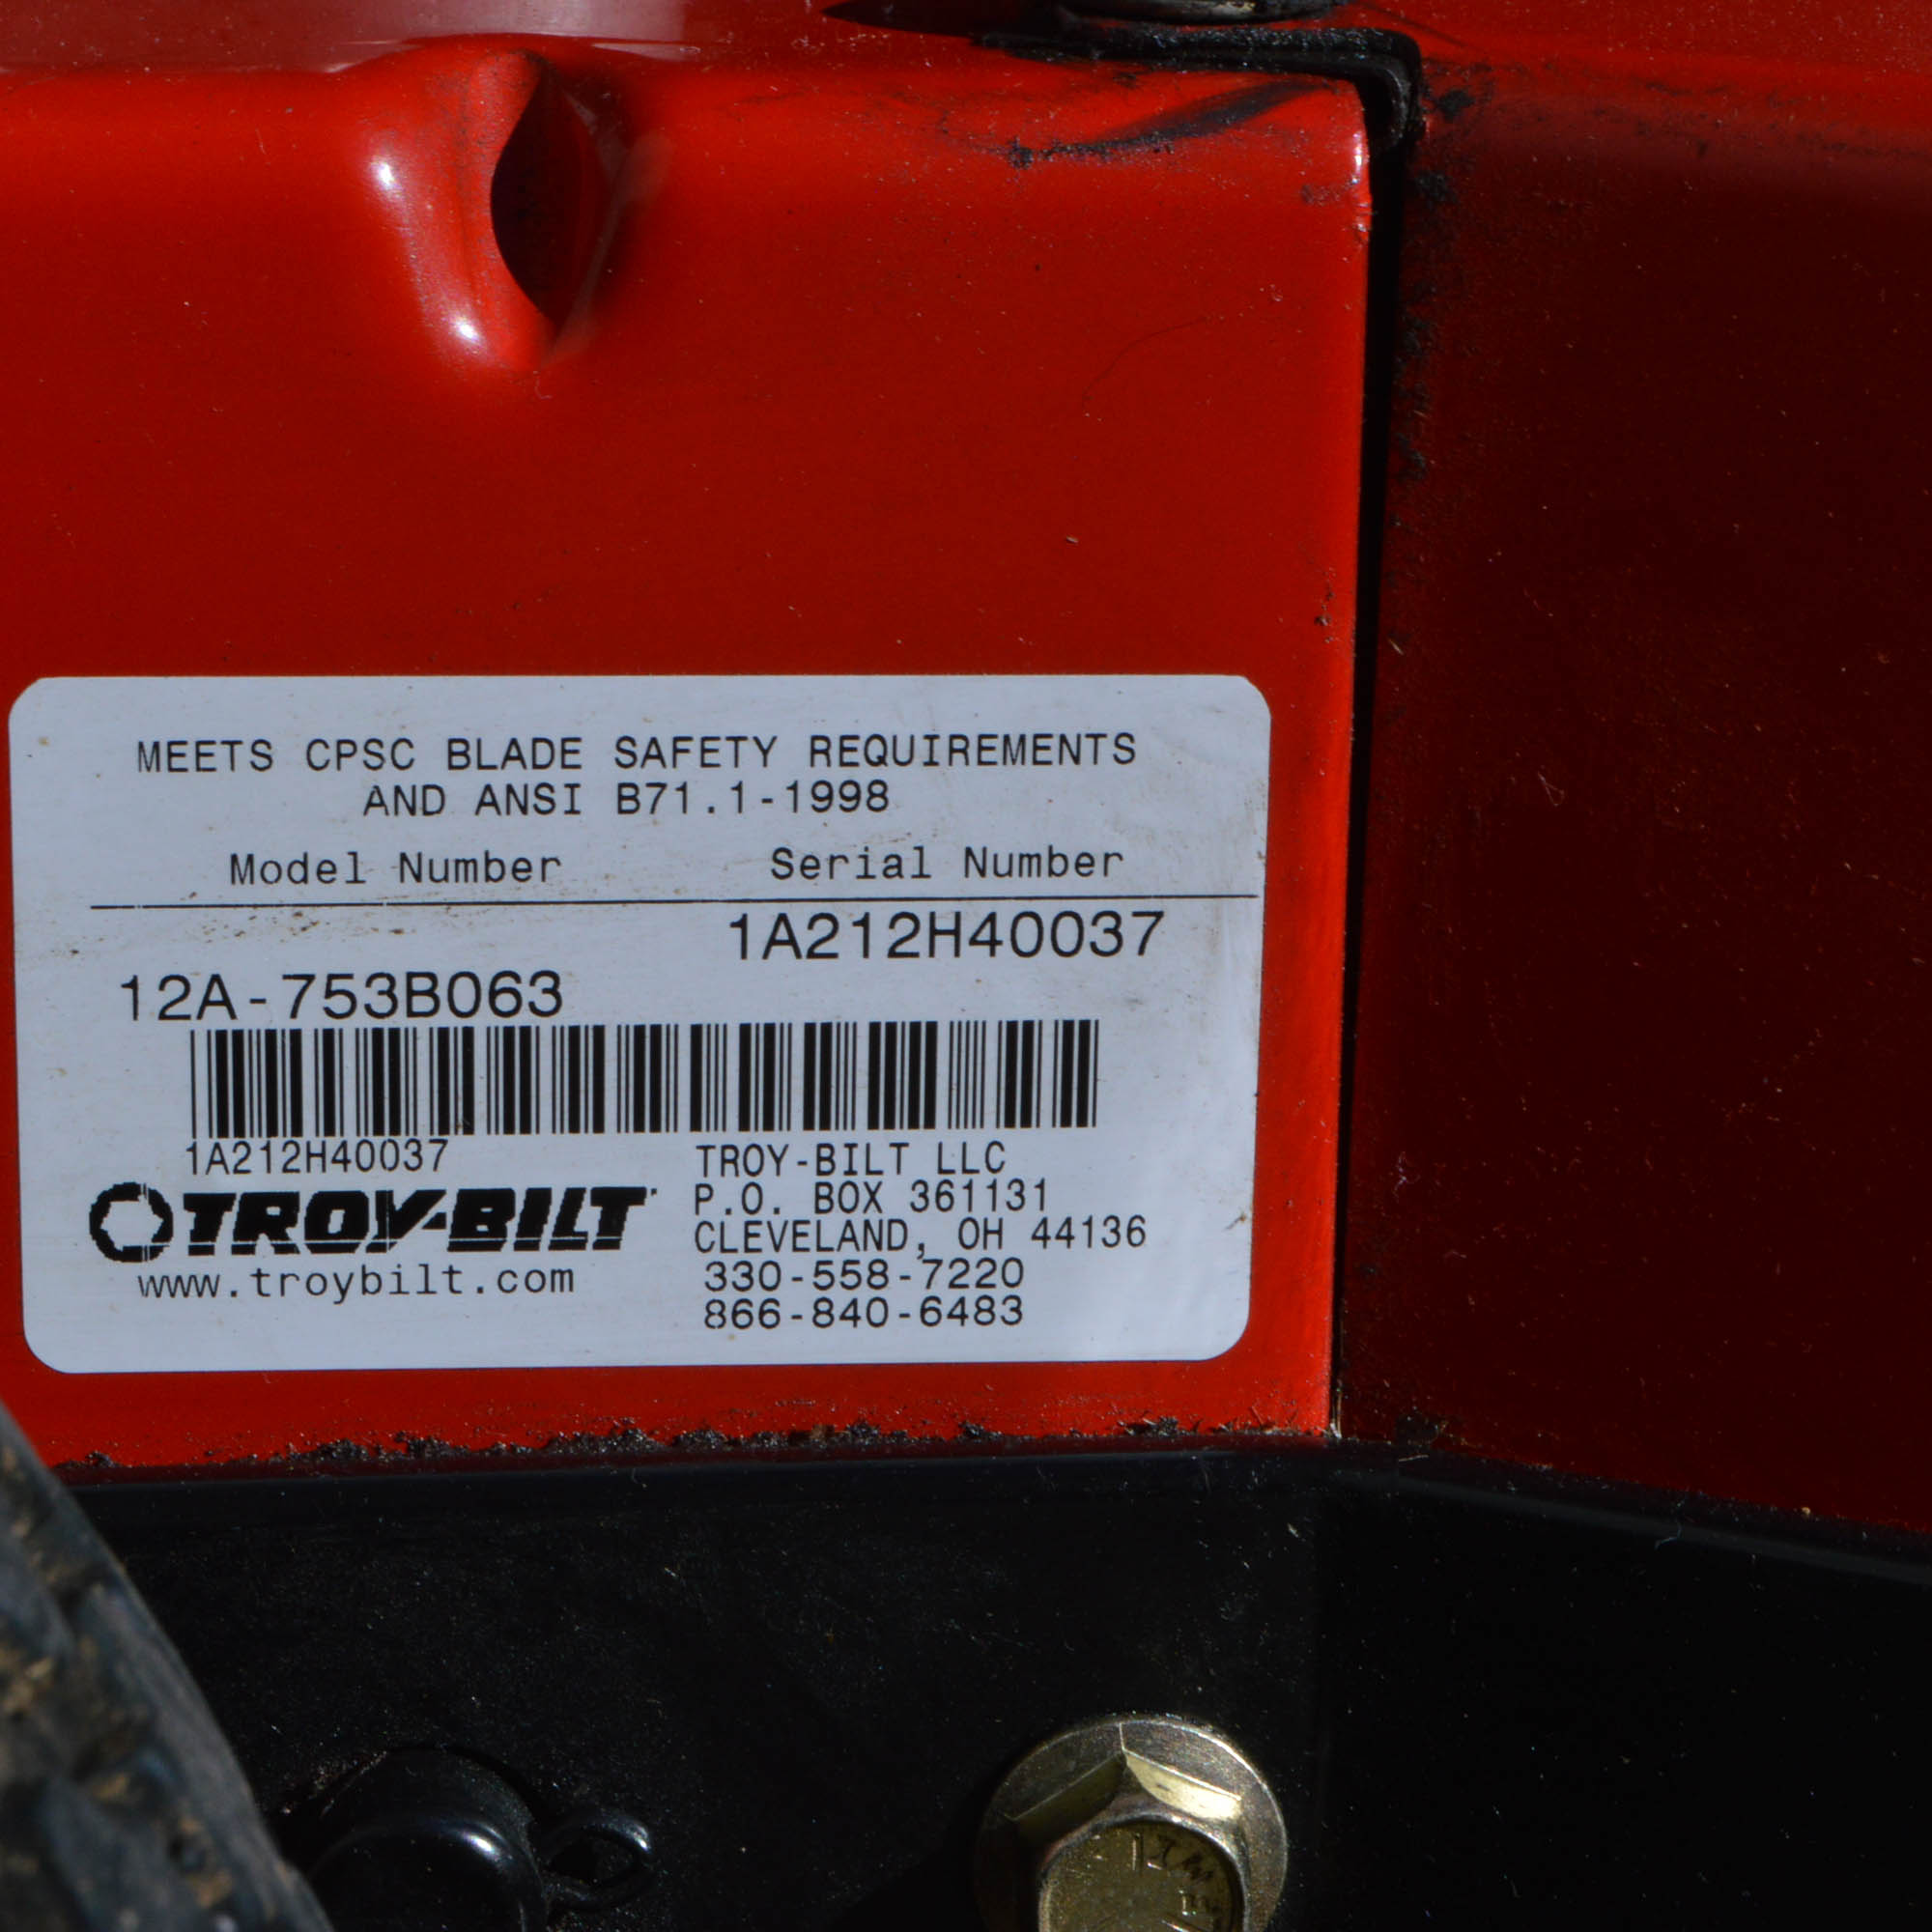 MEETS CPSC BLADE SAFETY REQUIREMENTS
AND ANSI B71.1-1998
Model Number Serial Number
1A212H40037
12A-753B063
1A212H40037
TROY-BILT
www.troybilt.com
TROY-BILT LLC
P.O. BOX 361131
CLEVELAND, OH 44136
330-558-7220
866-840-6483